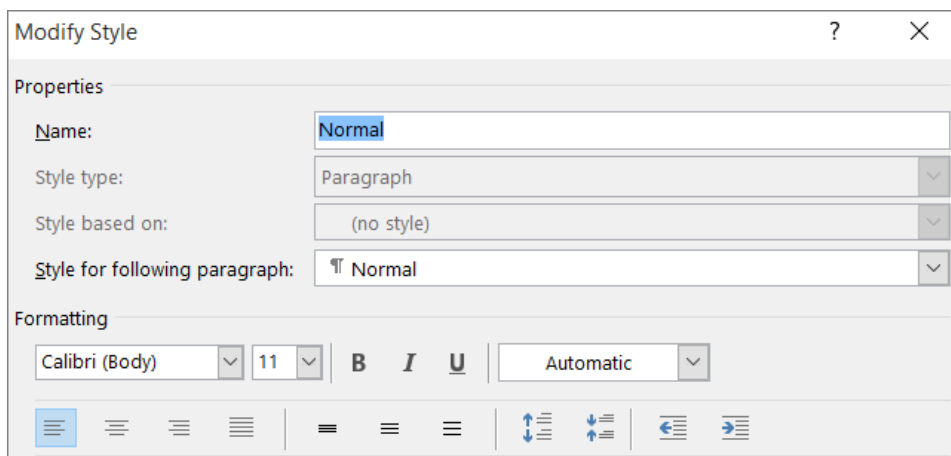 Modify Style ? ×
Properties
Name: Normal
Style type: Paragraph
Style based on: (no style)
Style for following paragraph: ¶ Normal
Formatting
Calibri (Body) 11 B I U Automatic